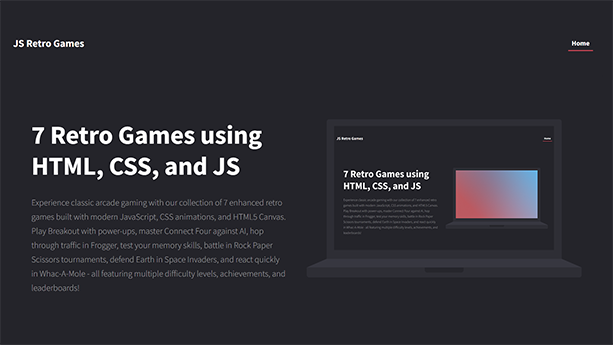 JS Retro Games
Home
7 Retro Games using
HTML, CSS, and JS
Experience classic arcade gaming with our collection of 7 enhanced retro
games built with modern JavaScript, CSS animations, and HTML5 Canvas.
Play Breakout with power-ups, master Connect Four against AI, hop
through traffic in Frogger, test your memory skills, battle in Rock Paper
Scissors tournaments, defend Earth in Space Invaders, and react quickly
in Whac-A-Mole - all featuring multiple difficulty levels, achievements, and
leaderboards!
JS Retro Games
Home
7 Retro Games using
HTML, CSS, and JS